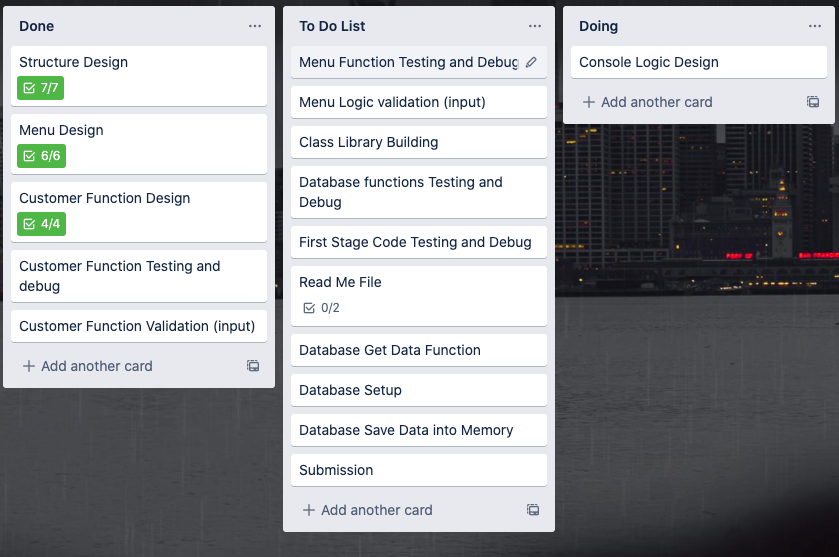 Done
Structure Design
7/7
Menu Design
6/6
Customer Function Design
4/4
Customer Function Testing and
debug
Customer Function Validation (input)
Add another card
To Do List
Menu Function Testing and Debug
Menu Logic validation (input)
Class Library Building
Database functions Testing and
Debug
First Stage Code Testing and Debug
Read Me File
0/2
Database Get Data Function
Database Setup
Database Save Data into Memory
Submission
Add another card
Doing
Console Logic Design
Add another card
PORT OF
SAN FRANCISC